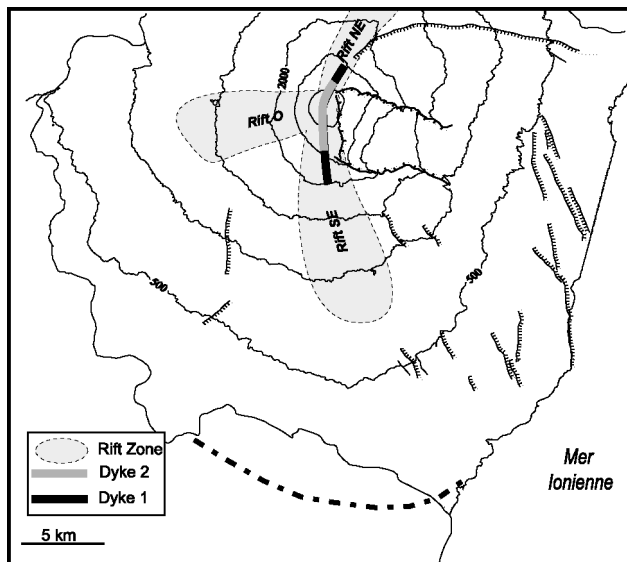 Rift NE
2000
Rift O
Rift SE
500
500
Rift Zone
Dyke 2
Dyke 1
5 km
Mer
Ionienne